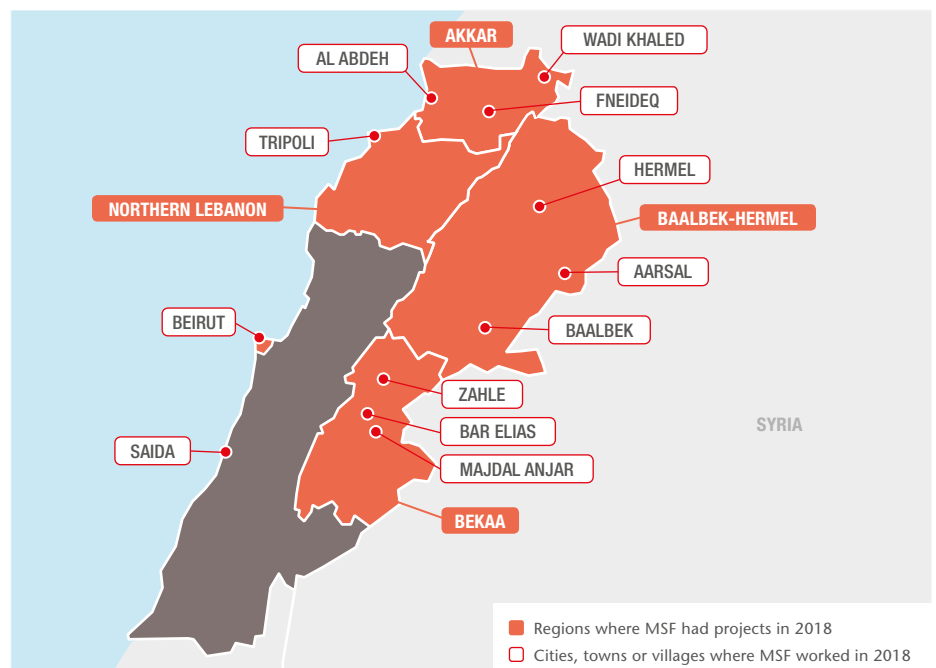 AKKAR
WADI KHALED
AL ABDEH
FNEIDEQ
TRIPOLI
HERMEL
NORTHERN LEBANON
BAALBEK-HERMEL
AARSAL
BEIRUT
BAALBEK
ZAHLE
SYRIA
BAR ELIAS
SAIDA
MAJDAL ANJAR
BEKAA
Regions where MSF had projects in 2018
Cities, towns or villages where MSF worked in 2018